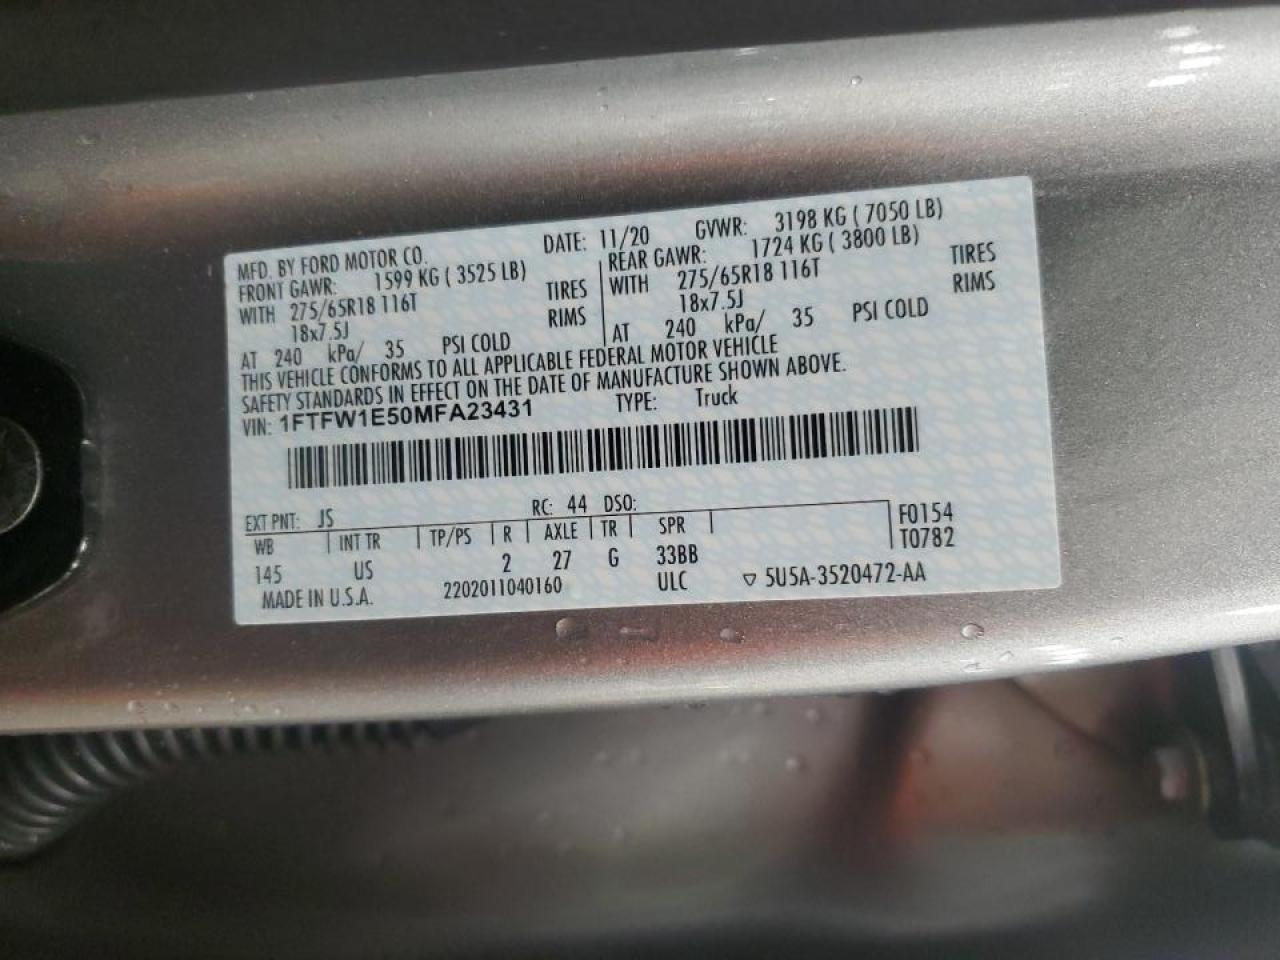 MFD. BY FORD MOTOR CO. DATE: 11/20 GVWR: 3198 KG ( 7050 LB)
FRONT GAWR: 1599 KG ( 3525 LB) REAR GAWR: 1724 KG ( 3800 LB)
WITH 275/65R18 116T TIRES WITH 275/65R18 116T TIRES
18x7.5J RIMS 18x7.5J RIMS
AT 240 kPa/ 35 PSI COLD AT 240 kPa/ 35 PSI COLD
THIS VEHICLE CONFORMS TO ALL APPLICABLE FEDERAL MOTOR VEHICLE
SAFETY STANDARDS IN EFFECT ON THE DATE OF MANUFACTURE SHOWN ABOVE.
VIN: 1FTFW1E50MFA23431 TYPE: Truck
EXT PNT: JS RC: 44 DSO:
WB INT TR TP/PS R AXLE TR SPR F0154
145 US 2 27 G 33BB T0782
MADE IN U.S.A. 2202011040160 ULC ▽ 5U5A-3520472-AA